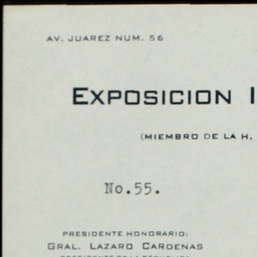 AV. JUAREZ NUM. 56
EXPOSICION
(MIEMBRO DE LA H.
No.55.
PRESIDENTE HONORARIO:
GRAL. LAZARO CARDENAS